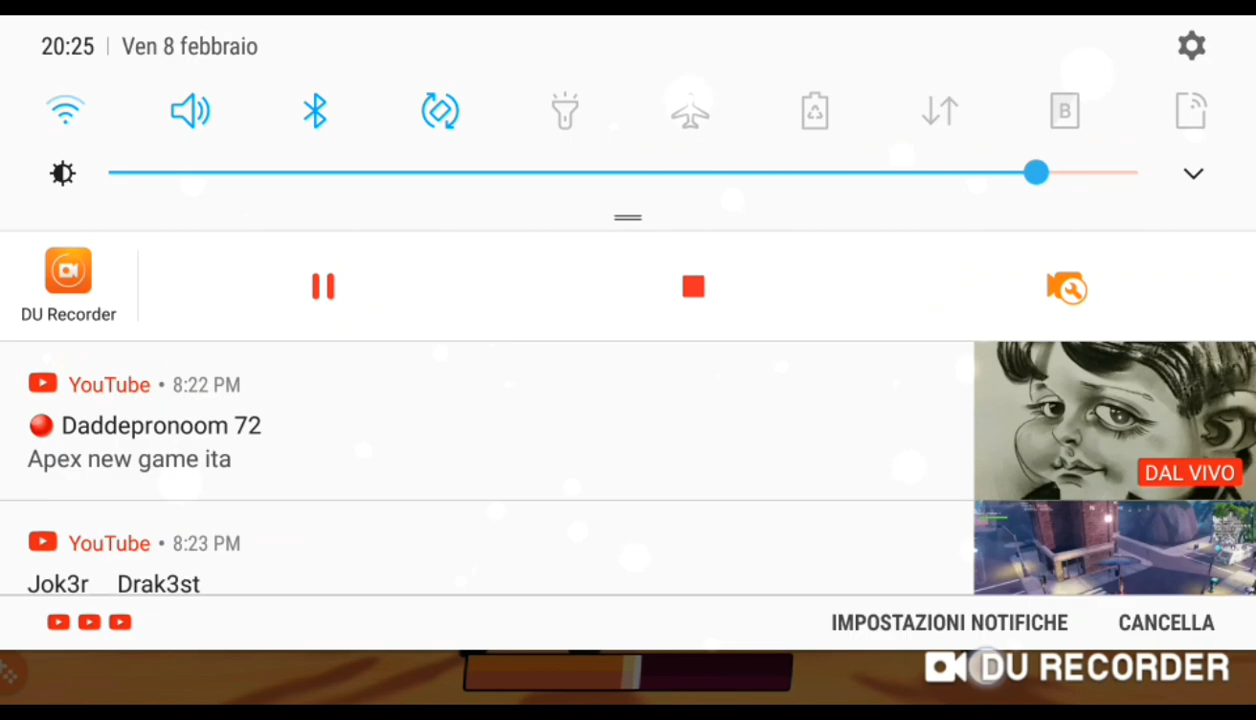 20:25 | Ven 8 febbraio
B
DU Recorder
YouTube • 8:22 PM
Daddepronoom 72
Apex new game ita
DAL VIVO
YouTube • 8:23 PM
Jok3r Drak3st
IMPOSTAZIONI NOTIFICHE CANCELLA
DU RECORDER